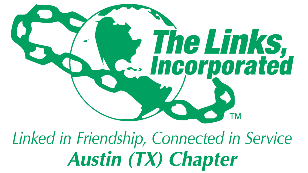 The Links,
Incorporated
TM
Linked in Friendship, Connected in Service
Austin (TX) Chapter